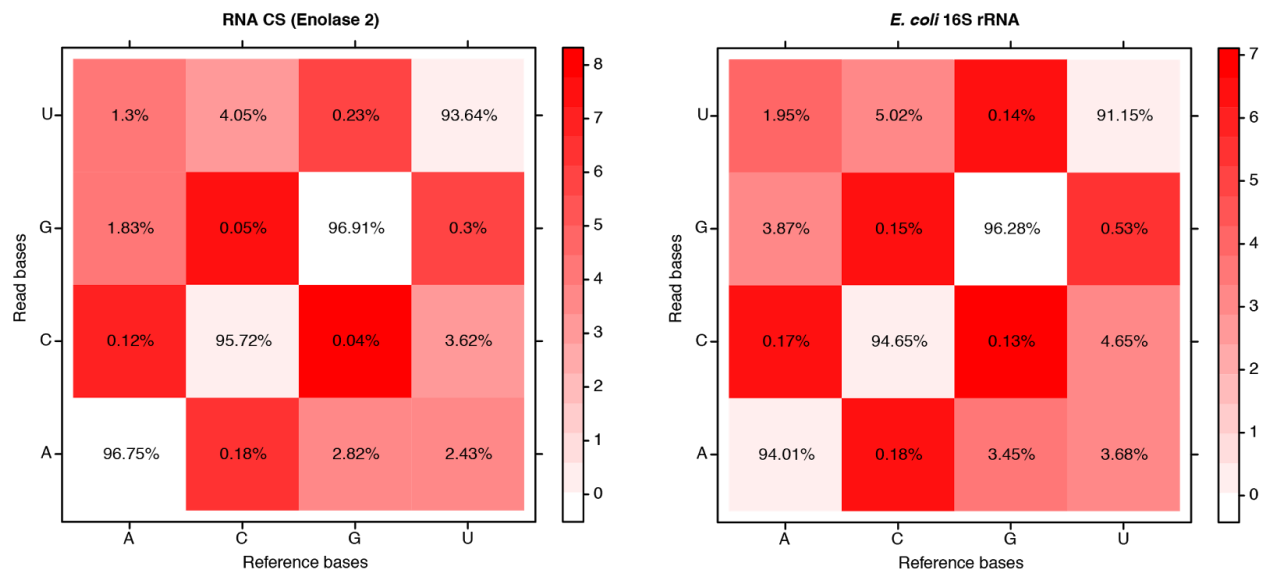 RNA CS (Enolase 2)
U 1.3% 4.05% 0.23% 93.64%
G 1.83% 0.05% 96.91% 0.3%
C 0.12% 95.72% 0.04% 3.62%
A 96.75% 0.18% 2.82% 2.43%
A C G U
Reference bases
Read bases
8
7
6
5
4
3
2
1
0
E. coli 16S rRNA
U 1.95% 5.02% 0.14% 91.15%
G 3.87% 0.15% 96.28% 0.53%
C 0.17% 94.65% 0.13% 4.65%
A 94.01% 0.18% 3.45% 3.68%
A C G U
Reference bases
Read bases
7
6
5
4
3
2
1
0